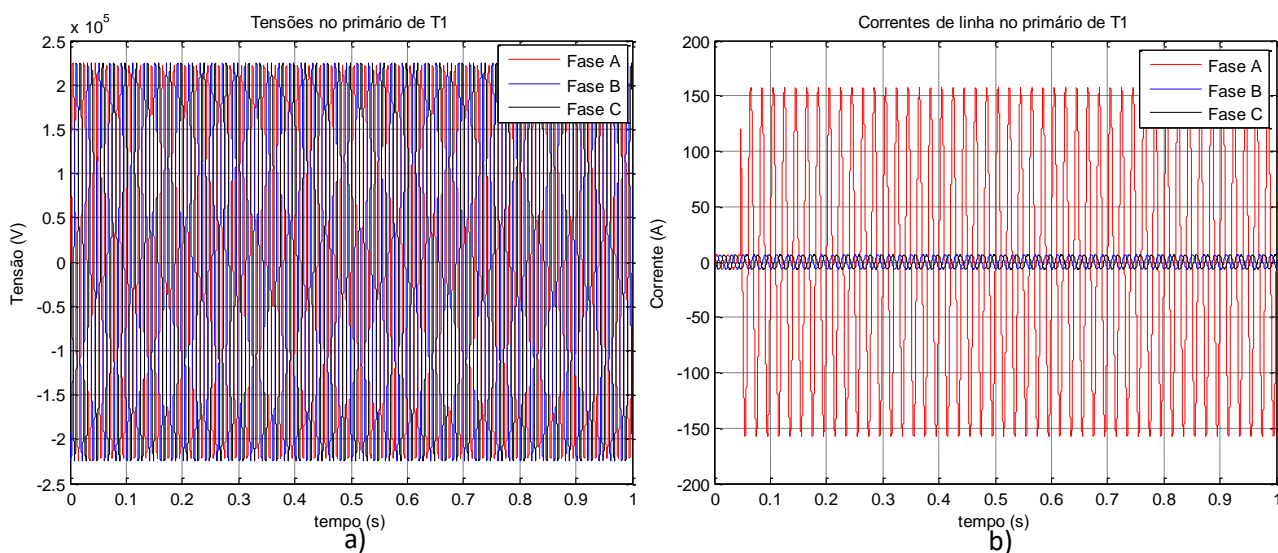 Tensões no primário de T1
x 10^5
2.5
2
1.5
1
0.5
0
-0.5
-1
-1.5
-2
-2.5
Tensão (V)
Fase A
Fase B
Fase C
0 0.1 0.2 0.3 0.4 0.5 0.6 0.7 0.8 0.9 1
tempo (s)
a)
Correntes de linha no primário de T1
200
150
100
50
0
-50
-100
-150
-200
Corrente (A)
Fase A
Fase B
Fase C
0 0.1 0.2 0.3 0.4 0.5 0.6 0.7 0.8 0.9 1
tempo (s)
b)